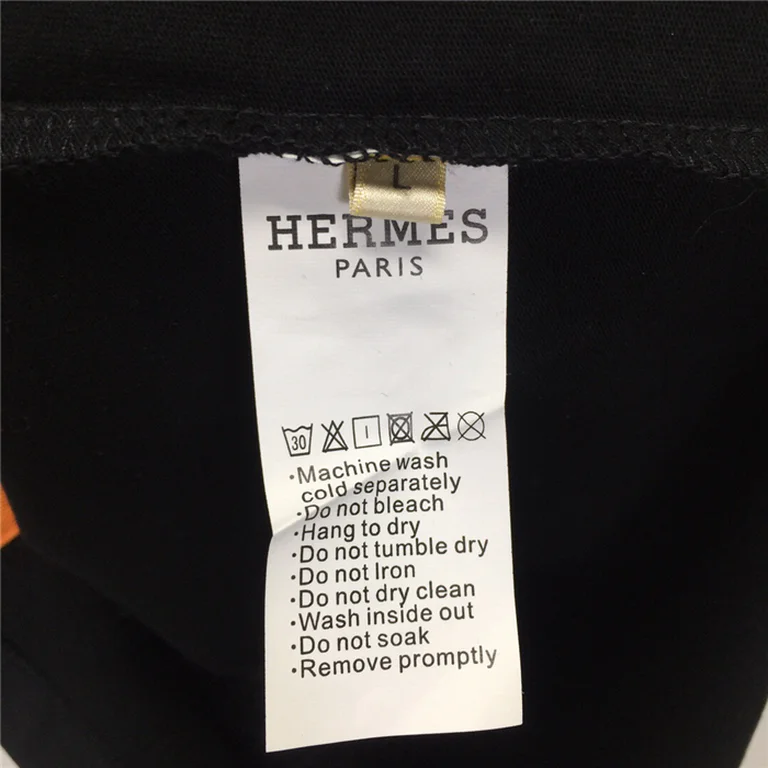 L
HERMES
PARIS
30
·Machine wash
cold separately
·Do not bleach
·Hang to dry
·Do not tumble dry
·Do not Iron
·Do not dry clean
·Wash inside out
·Do not soak
·Remove promptly